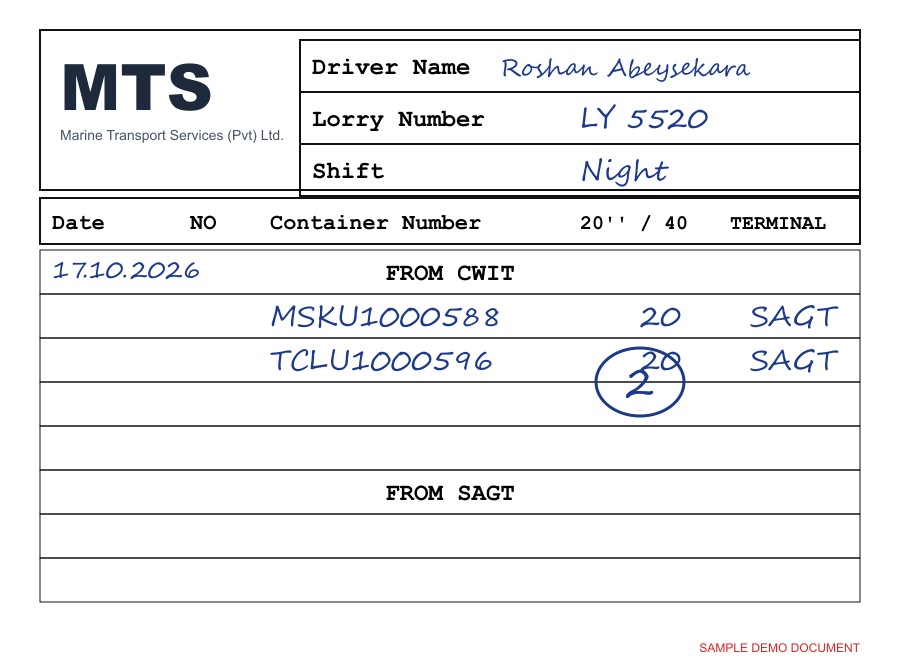 MTS
Marine Transport Services (Pvt) Ltd.
Driver Name Roshan Abeysekara
Lorry Number LY 5520
Shift Night
Date NO Container Number 20'' / 40 TERMINAL
17.10.2026 FROM CWIT
MSKU1000588 20 SAGT
TCLU1000596 20 SAGT
2
FROM SAGT
SAMPLE DEMO DOCUMENT